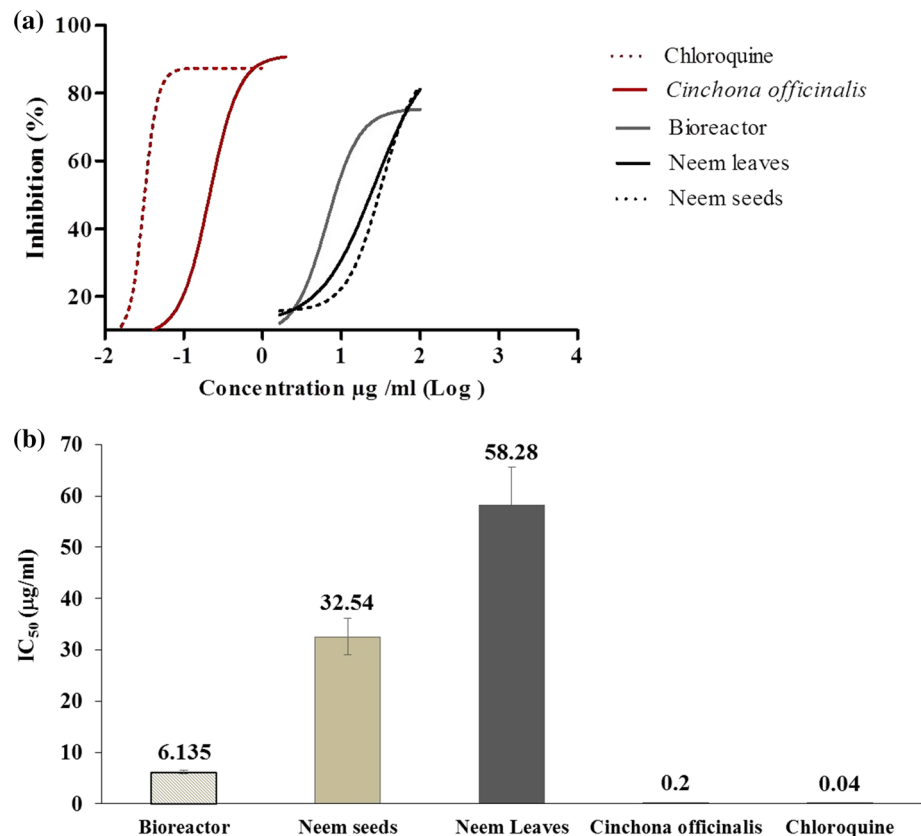 (a)
100
80
60
40
20
Inhibition (%)
-2
-1
0
1
2
3
4
Concentration µg /ml (Log )
Chloroquine
Cinchona officinalis
Bioreactor
Neem leaves
Neem seeds
(b)
70
60
50
40
30
20
10
0
IC50 (µg/ml)
6.135
32.54
58.28
0.2
0.04
Bioreactor
Neem seeds
Neem Leaves
Cinchona officinalis
Chloroquine